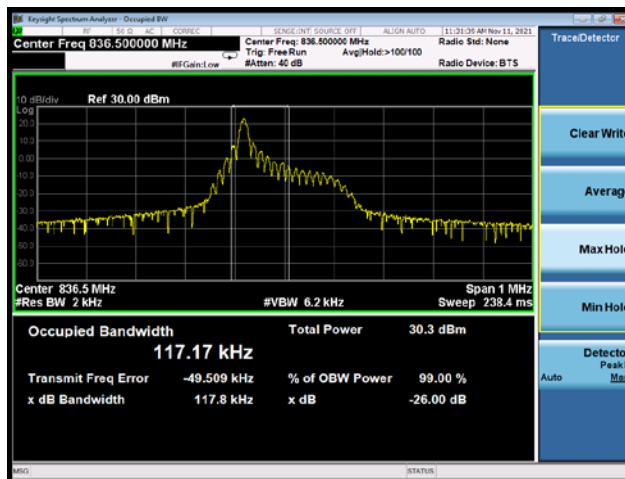 Keysight Spectrum Analyzer - Occupied BW
RF 50 Ω AC CORREC SENSE:INT SOURCE OFF ALIGN AUTO 11:31:39 AM Nov 11, 2021
Center Freq 836.500000 MHz Center Freq: 836.500000 MHz Radio Std: None
Trig: Free Run Avg|Hold:>100/100
#IFGain:Low #Atten: 40 dB Radio Device: BTS
Trace/Detector
10 dB/div Ref 30.00 dBm
Log
20.0
10.0
0.00
-10.0
-20.0
-30.0
-40.0
-50.0
-60.0
Center 836.5 MHz Span 1 MHz
#Res BW 2 kHz #VBW 6.2 kHz Sweep 238.4 ms
Occupied Bandwidth Total Power 30.3 dBm
117.17 kHz
Transmit Freq Error -49.509 kHz % of OBW Power 99.00 %
x dB Bandwidth 117.8 kHz x dB -26.00 dB
Clear Writ
Averag
Max Hol
Min Hol
Detecto
Peak
Auto Ma
MSG STATUS